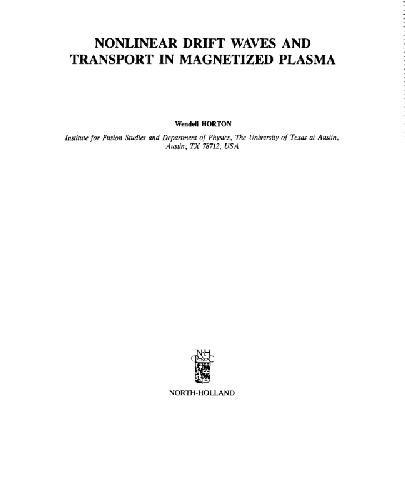 NONLINEAR DRIFT WAVES AND
TRANSPORT IN MAGNETIZED PLASMA
Wendell HORTON
Institute for Fusion Studies and Department of Physics, The University of Texas at Austin,
Austin, TX 78712, USA
NORTH-HOLLAND